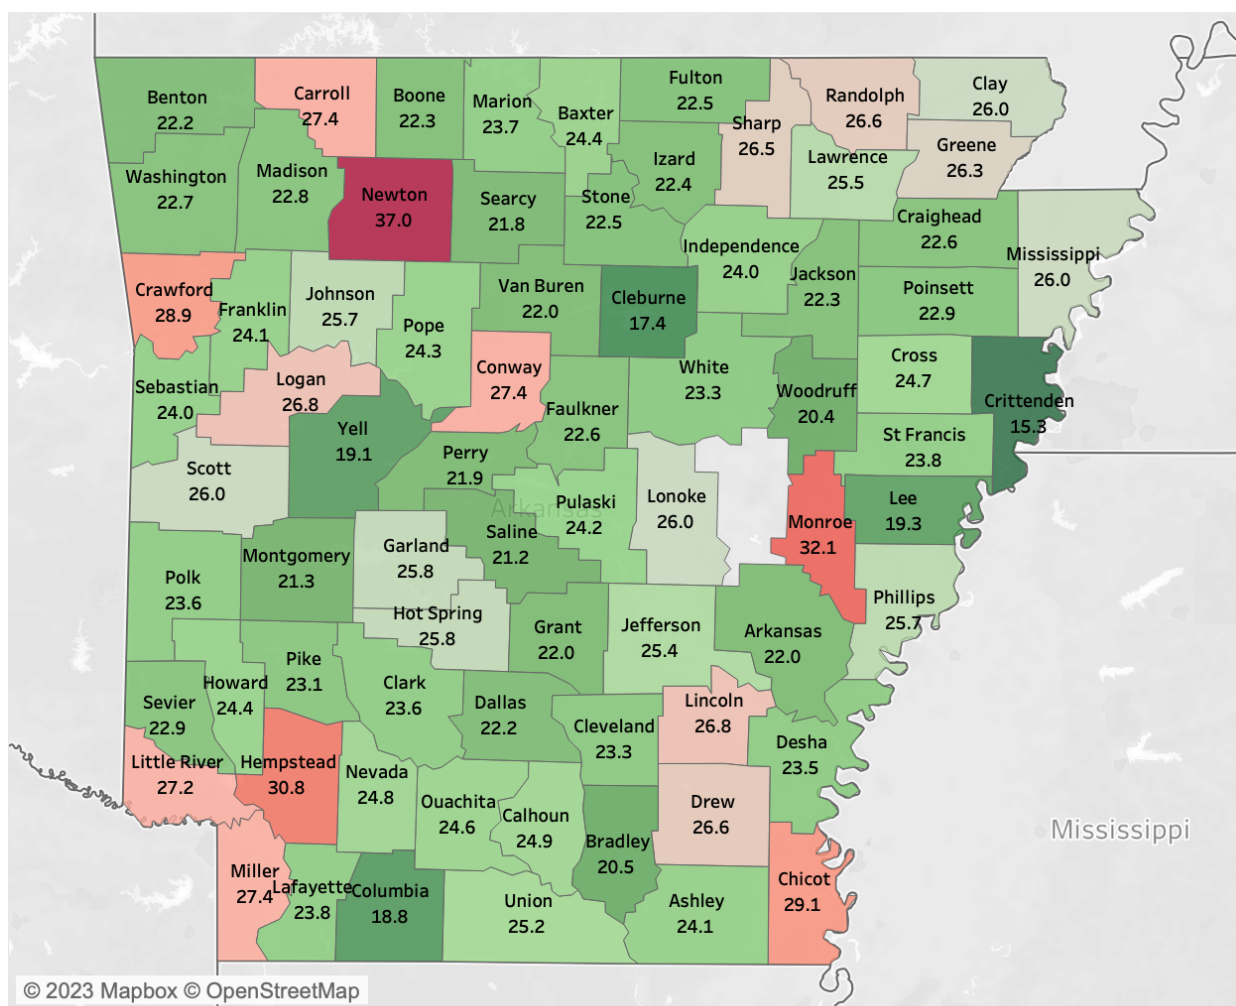 Benton
22.2
Carroll
27.4
Boone
22.3
Marion
23.7
Baxter
24.4
Fulton
22.5
Sharp
26.5
Randolph
26.6
Clay
26.0
Greene
26.3
Lawrence
25.5
Izard
22.4
Washington
22.7
Madison
22.8
Newton
37.0
Searcy
21.8
Stone
22.5
Independence
24.0
Jackson
22.3
Craighead
22.6
Mississippi
26.0
Crawford
28.9
Franklin
24.1
Johnson
25.7
Pope
24.3
Van Buren
22.0
Cleburne
17.4
Poinsett
22.9
Sebastian
24.0
Logan
26.8
Conway
27.4
White
23.3
Woodruff
20.4
Cross
24.7
Crittenden
15.3
Yell
19.1
Faulkner
22.6
St Francis
23.8
Scott
26.0
Perry
21.9
Arkansas
Pulaski
24.2
Lonoke
26.0
Monroe
32.1
Lee
19.3
Saline
21.2
Garland
25.8
Montgomery
21.3
Polk
23.6
Hot Spring
25.8
Grant
22.0
Jefferson
25.4
Arkansas
22.0
Phillips
25.7
Pike
23.1
Howard
24.4
Clark
23.6
Sevier
22.9
Dallas
22.2
Cleveland
23.3
Lincoln
26.8
Desha
23.5
Little River
27.2
Hempstead
30.8
Nevada
24.8
Ouachita
24.6
Calhoun
24.9
Bradley
20.5
Drew
26.6
Mississippi
Miller
27.4
Lafayette
23.8
Columbia
18.8
Union
25.2
Ashley
24.1
Chicot
29.1
© 2023 Mapbox © OpenStreetMap